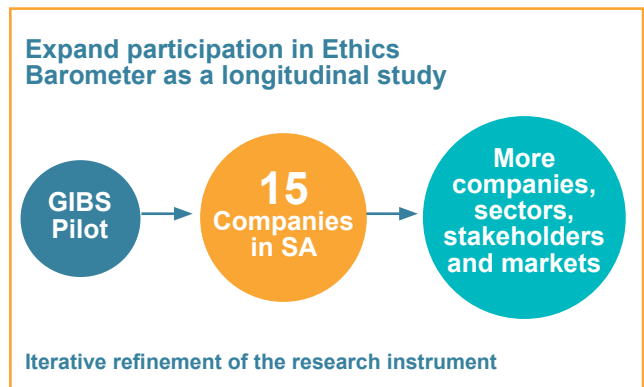 Expand participation in Ethics
Barometer as a longitudinal study
GIBS
Pilot
15
Companies
in SA
More
companies,
sectors,
stakeholders
and markets
Iterative refinement of the research instrument